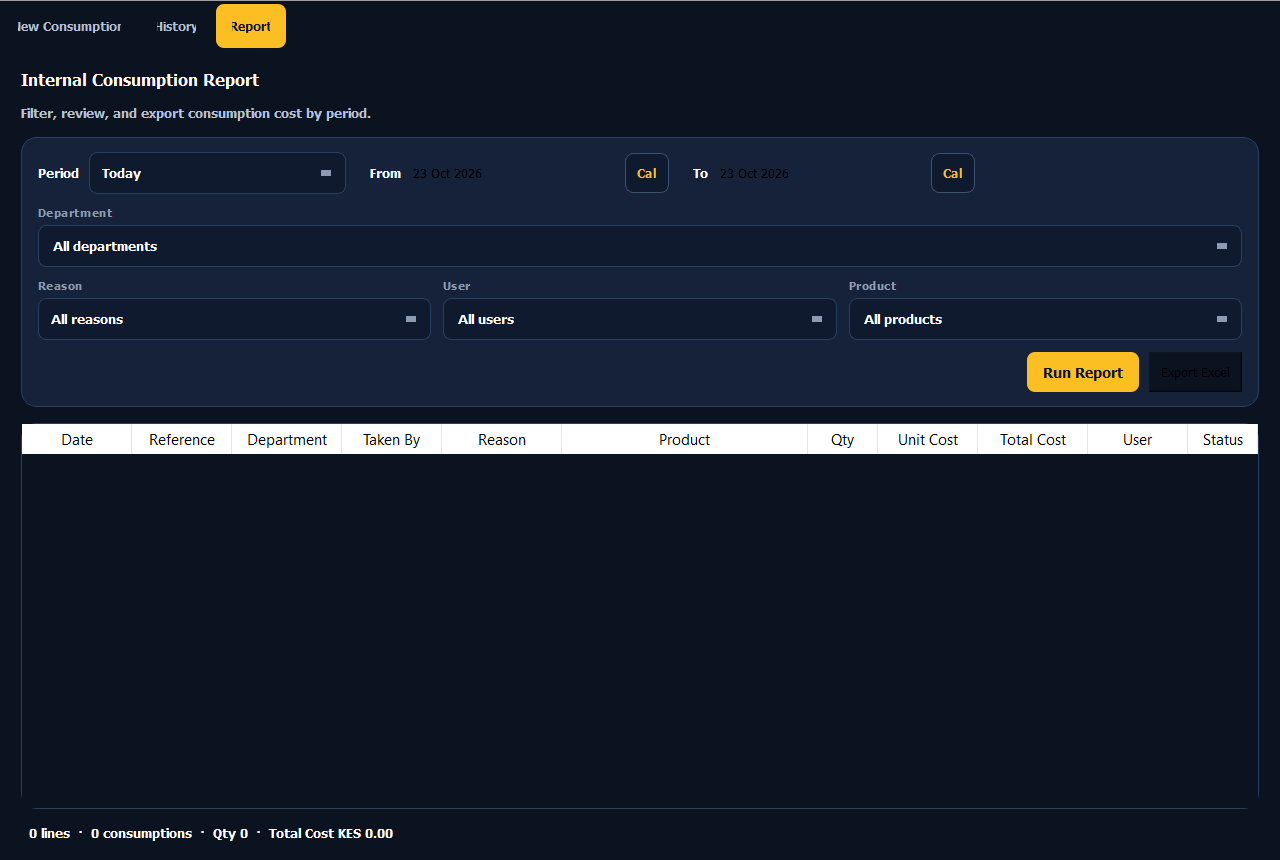 lew Consumption History Report
Internal Consumption Report
Filter, review, and export consumption cost by period.
Period Today From 23 Oct 2026 Cal To 23 Oct 2026 Cal
Department
All departments
Reason User Product
All reasons All users All products
Run Report Export Excel
Date Reference Department Taken By Reason Product Qty Unit Cost Total Cost User Status
0 lines · 0 consumptions · Qty 0 · Total Cost KES 0.00